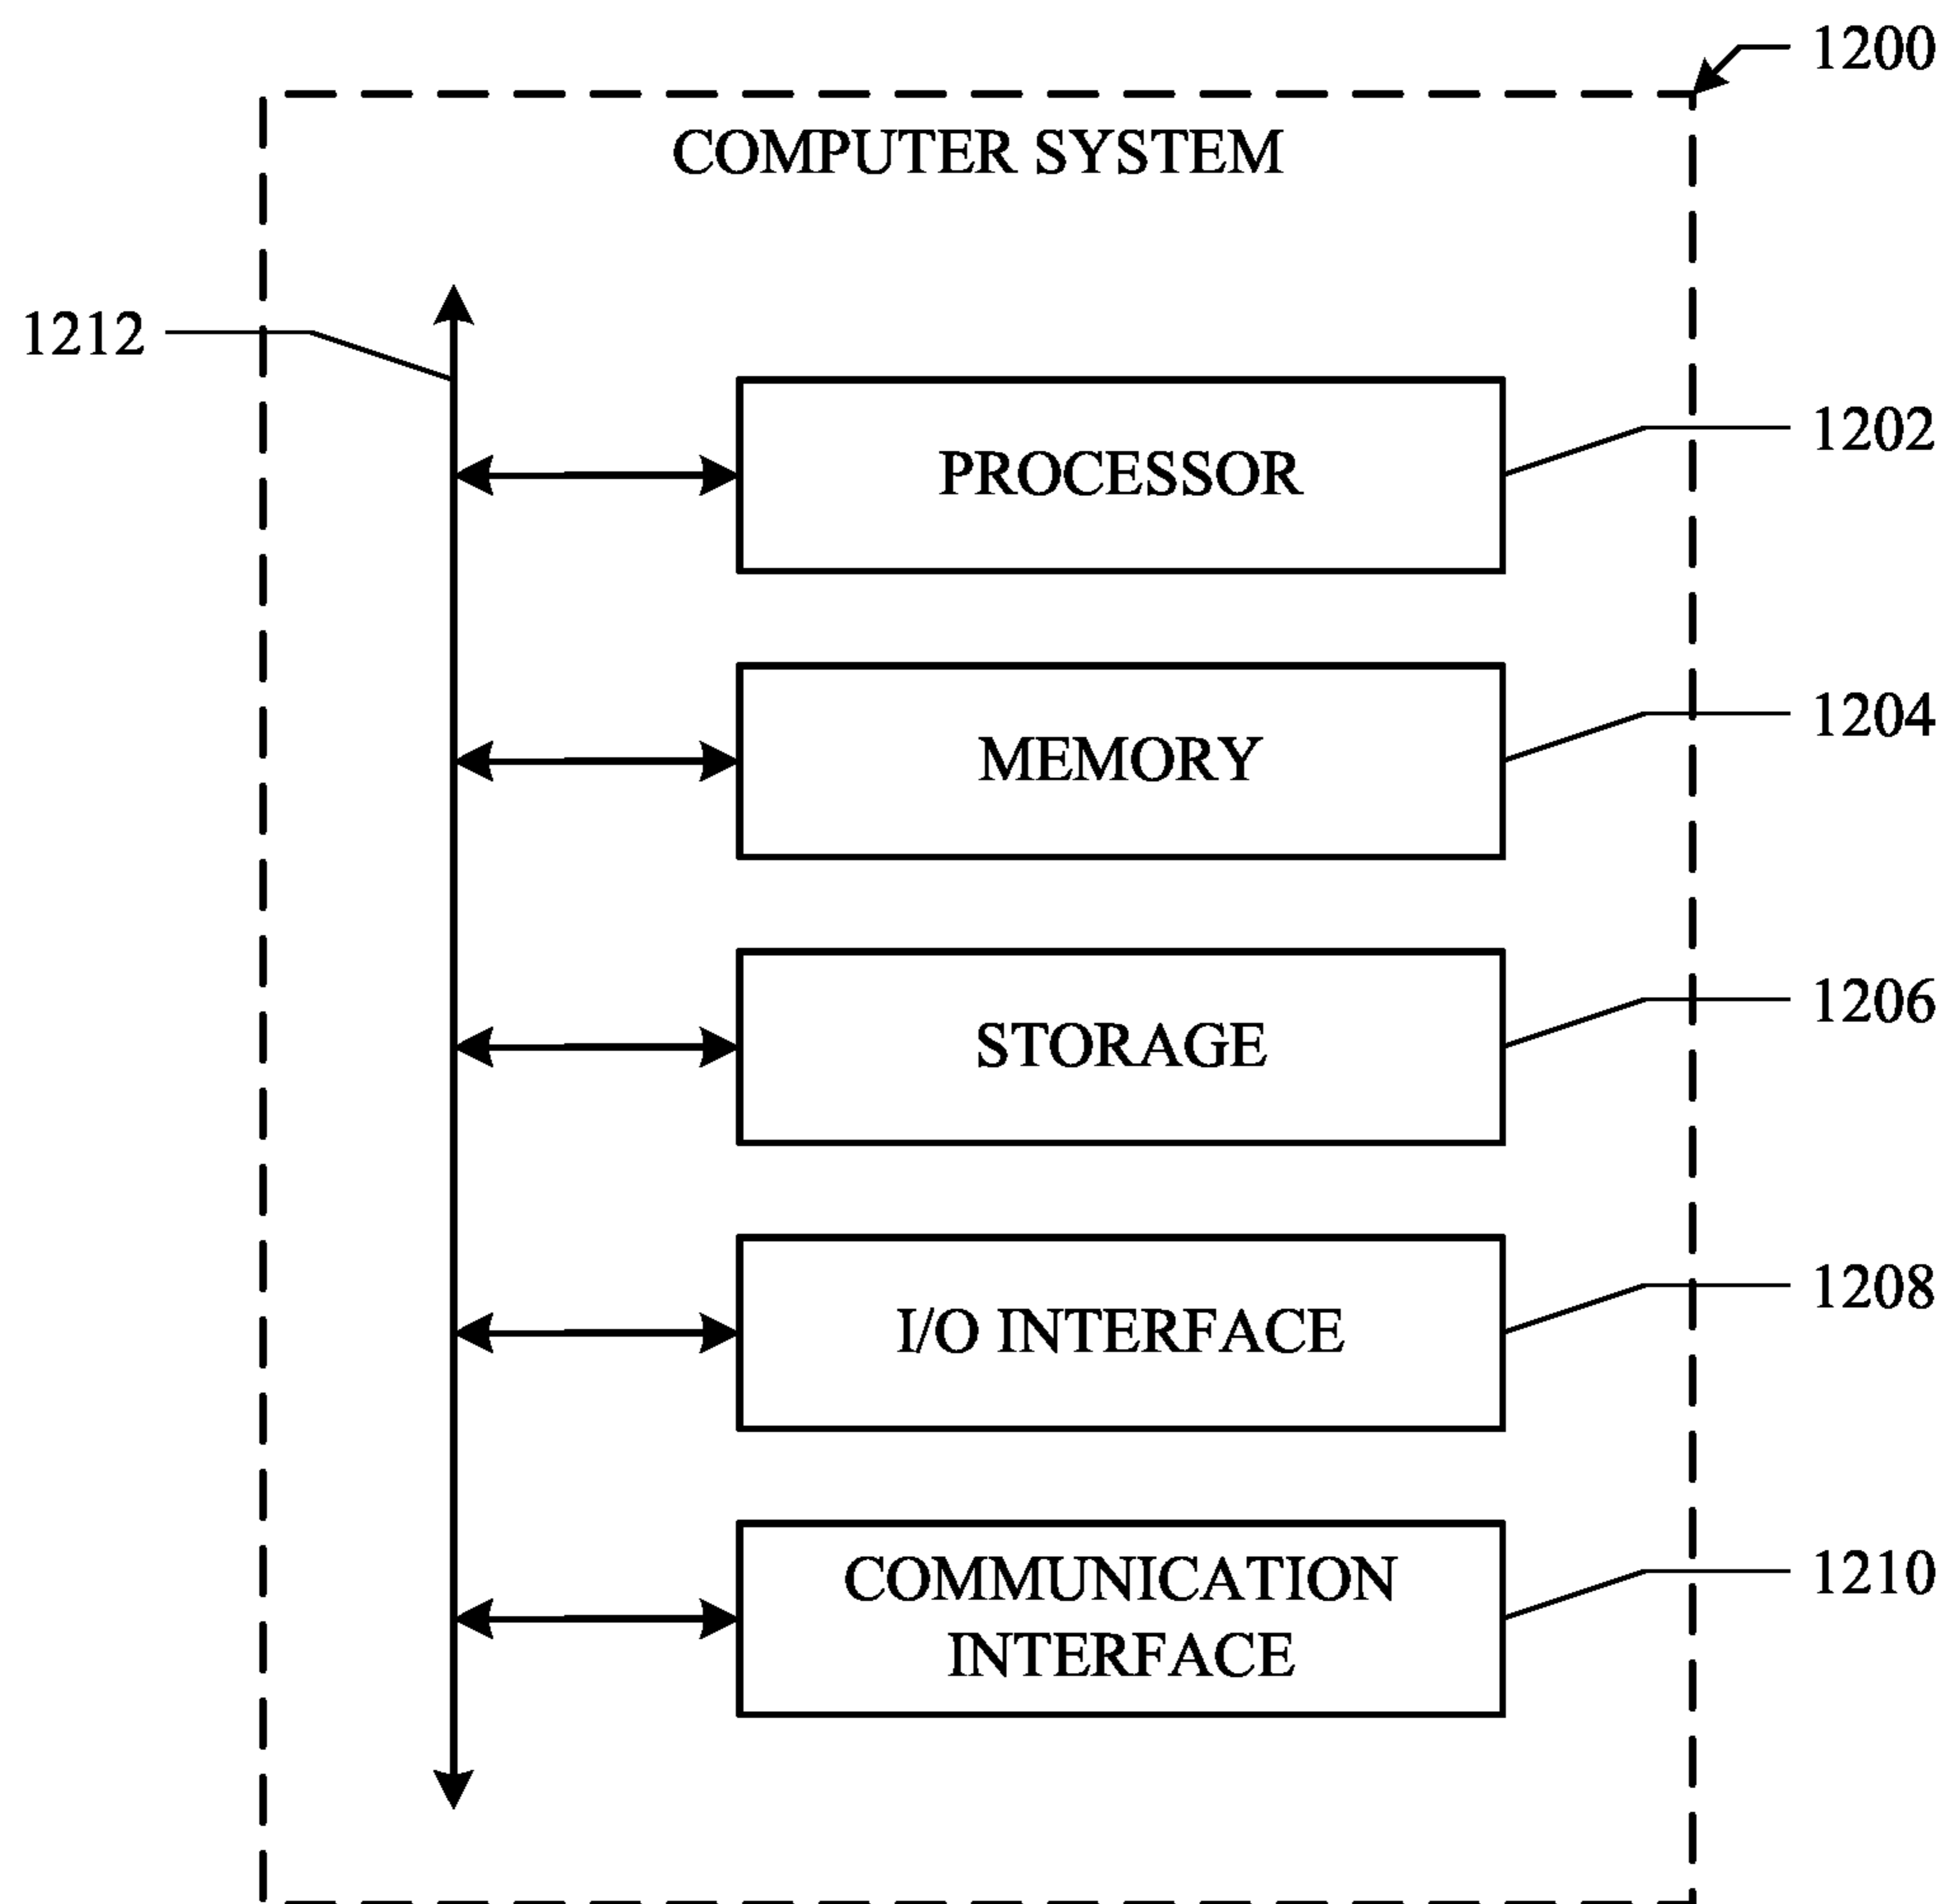 1200
COMPUTER SYSTEM
1212
PROCESSOR
1202
MEMORY
1204
STORAGE
1206
I/O INTERFACE
1208
COMMUNICATION
INTERFACE
1210